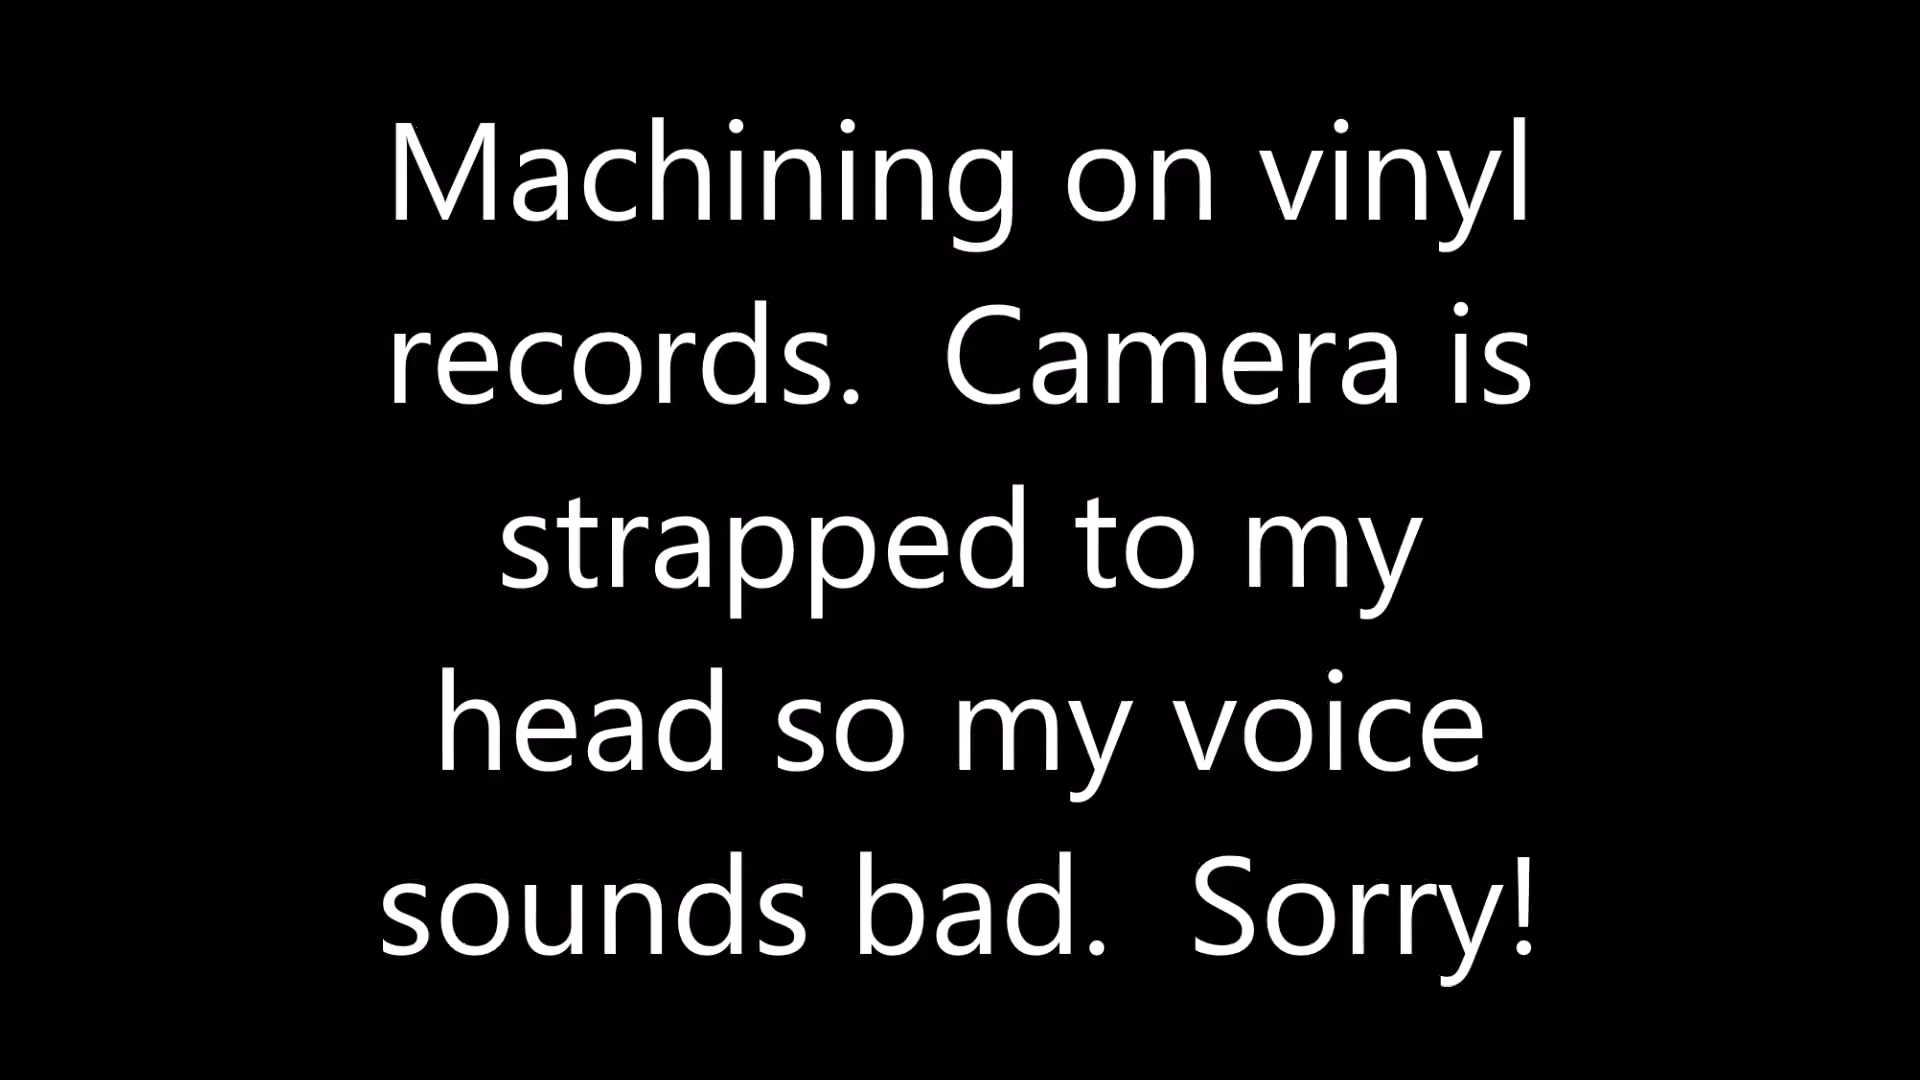 Machining on vinyl
records.  Camera is
strapped to my
head so my voice
sounds bad.  Sorry!